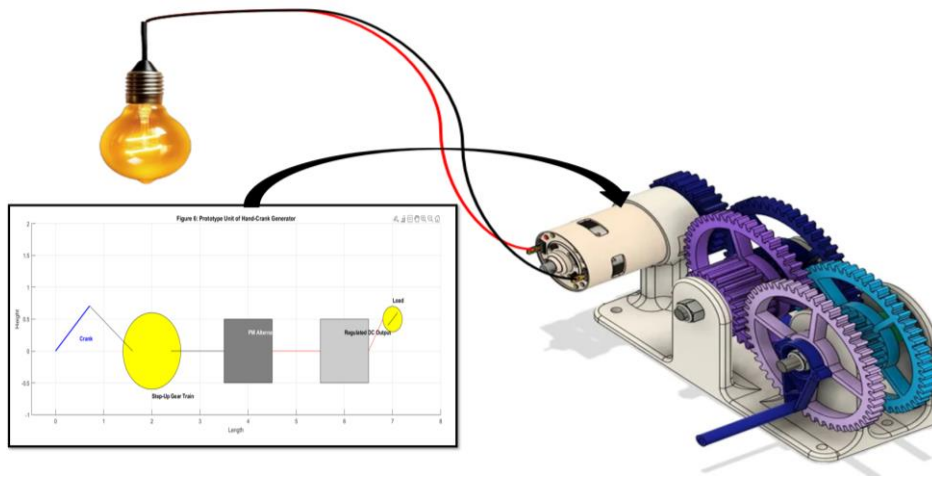 Figure 6: Prototype Unit of Hand-Crank Generator
2
1.5
1
0.5
0
-0.5
-1
Height
Crank
Step-Up Gear Train
PM Alterna
Regulated DC Output
Load
0 1 2 3 4 5 6 7 8
Length